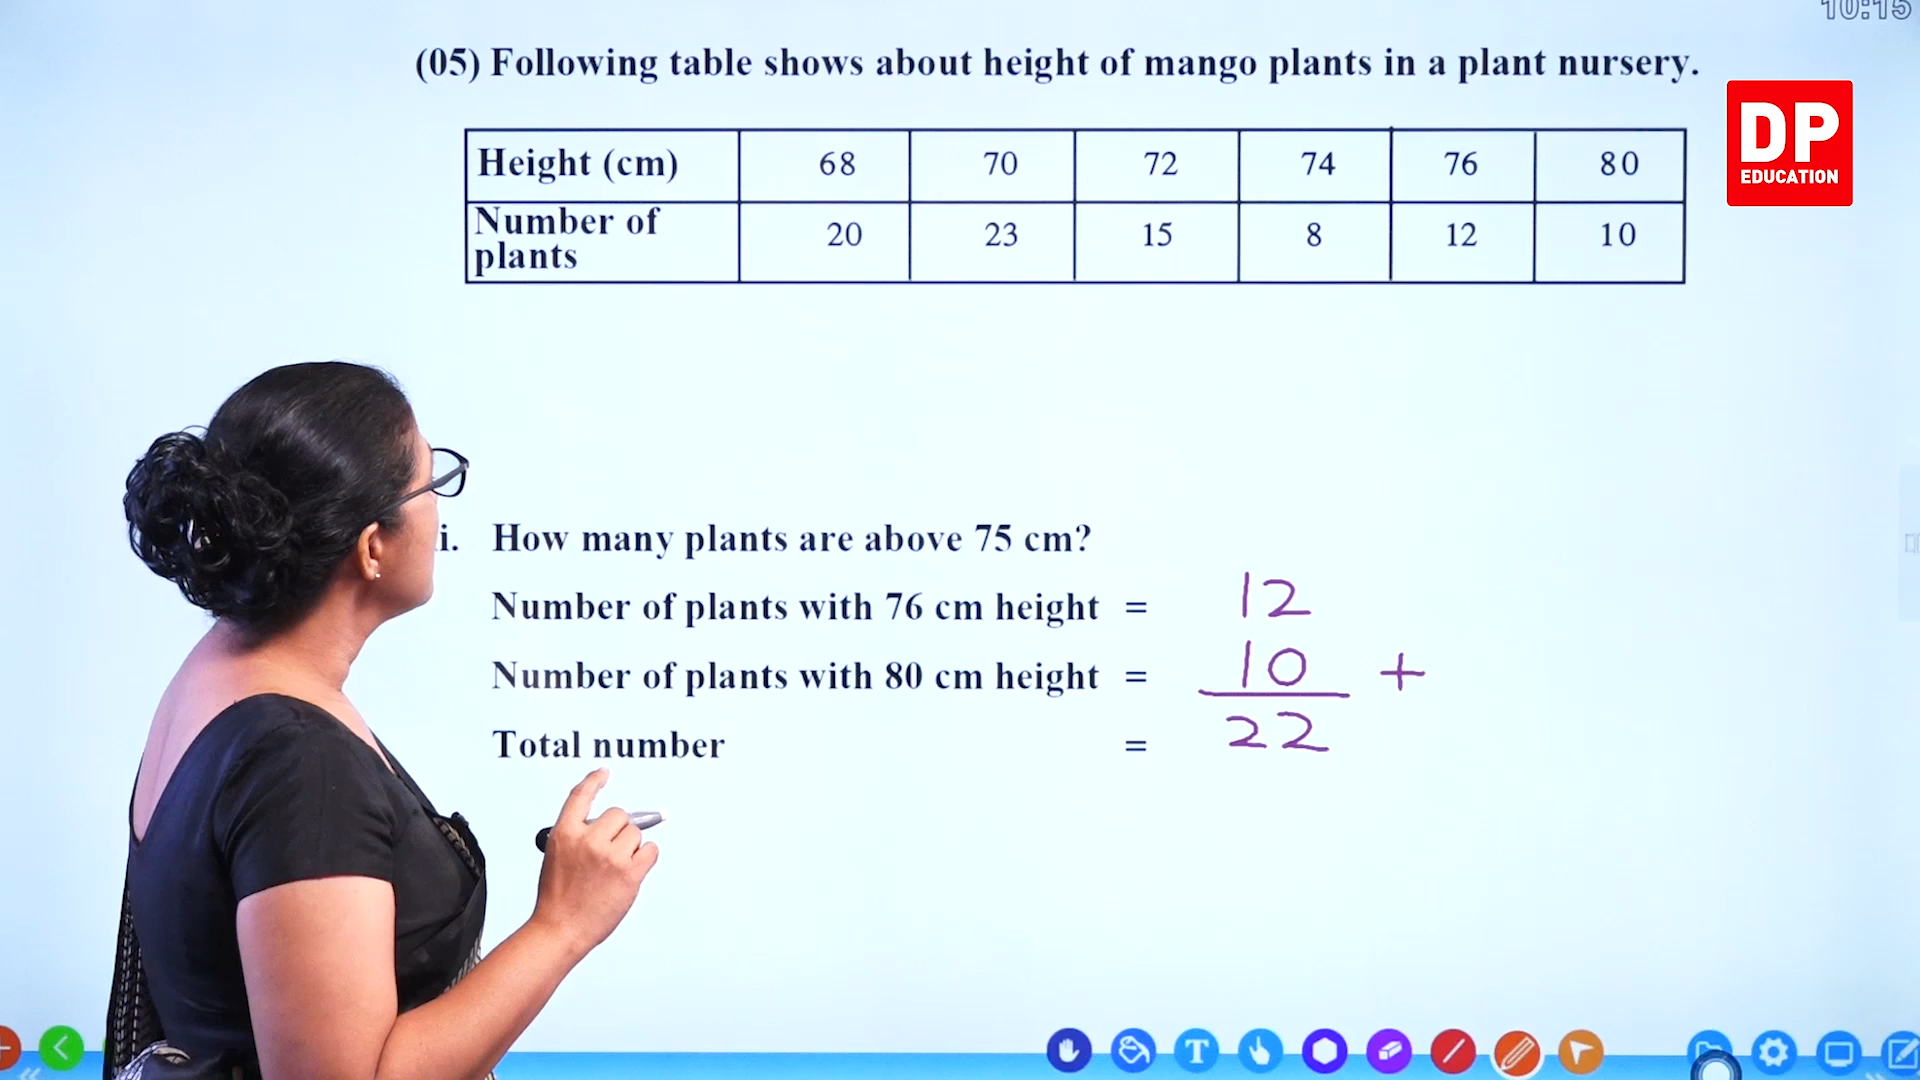 10:15
(05) Following table shows about height of mango plants in a plant nursery.
DP
EDUCATION
Height (cm) 68 70 72 74 76 80
Number of plants 20 23 15 8 12 10
i. How many plants are above 75 cm?
Number of plants with 76 cm height = 12
Number of plants with 80 cm height = 10 +
Total number = 22
T